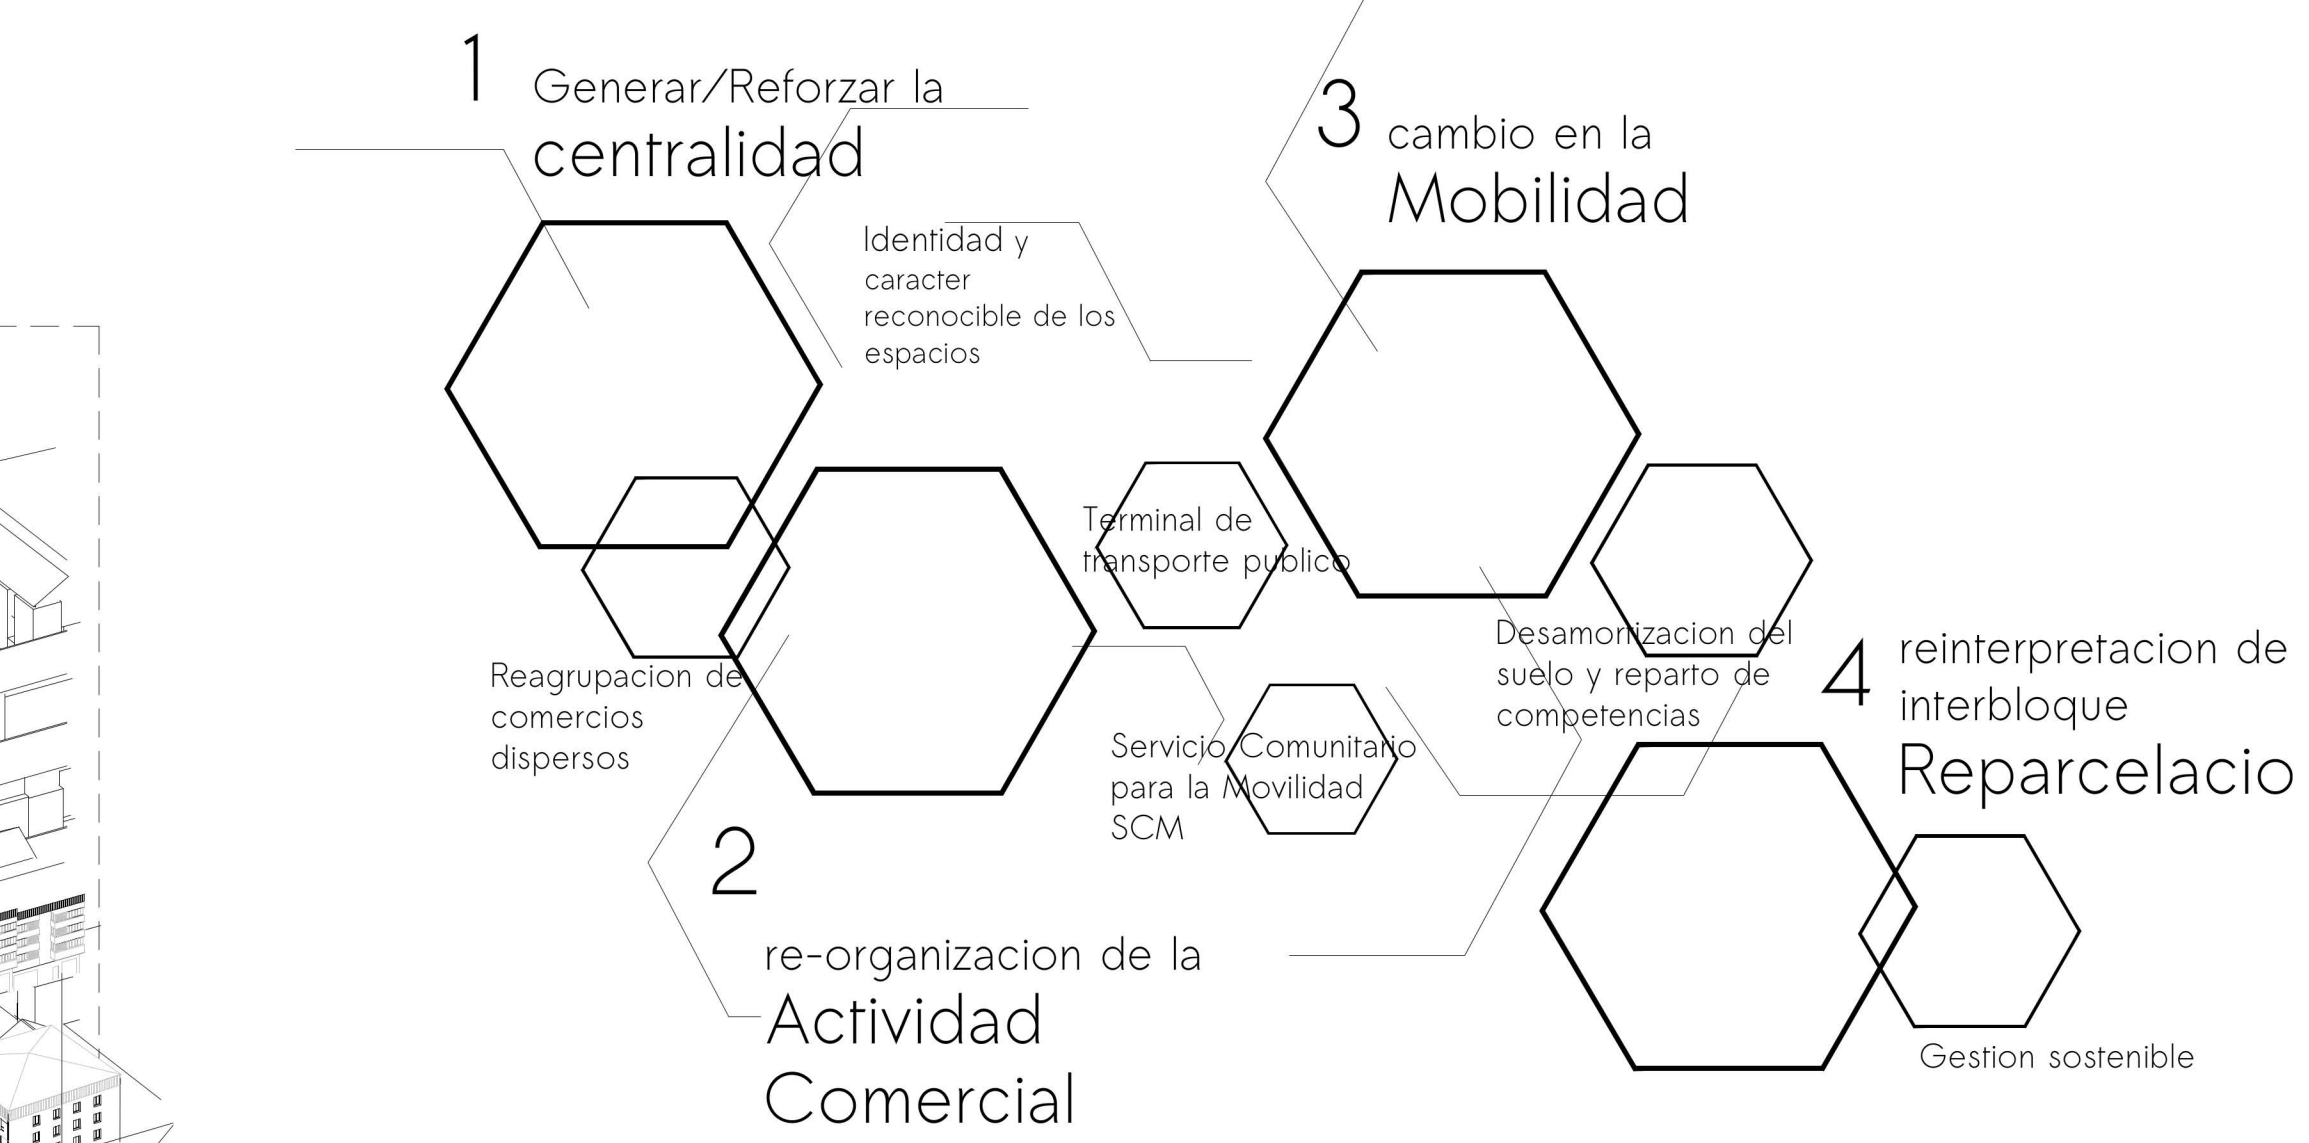 1
Generar/Reforzar la
centralidad
Identidad y
caracter
reconocible de los
espacios
Reagrupacion de
comercios
dispersos
2
re-organizacion de la
Actividad
Comercial
3
cambio en la
Mobilidad
Terminal de
transporte publico
Servicio Comunitario
para la Movilidad
SCM
Desamortizacion del
suelo y reparto de
competencias
4
reinterpretacion de
interbloque
Reparcelacio
Gestion sostenible